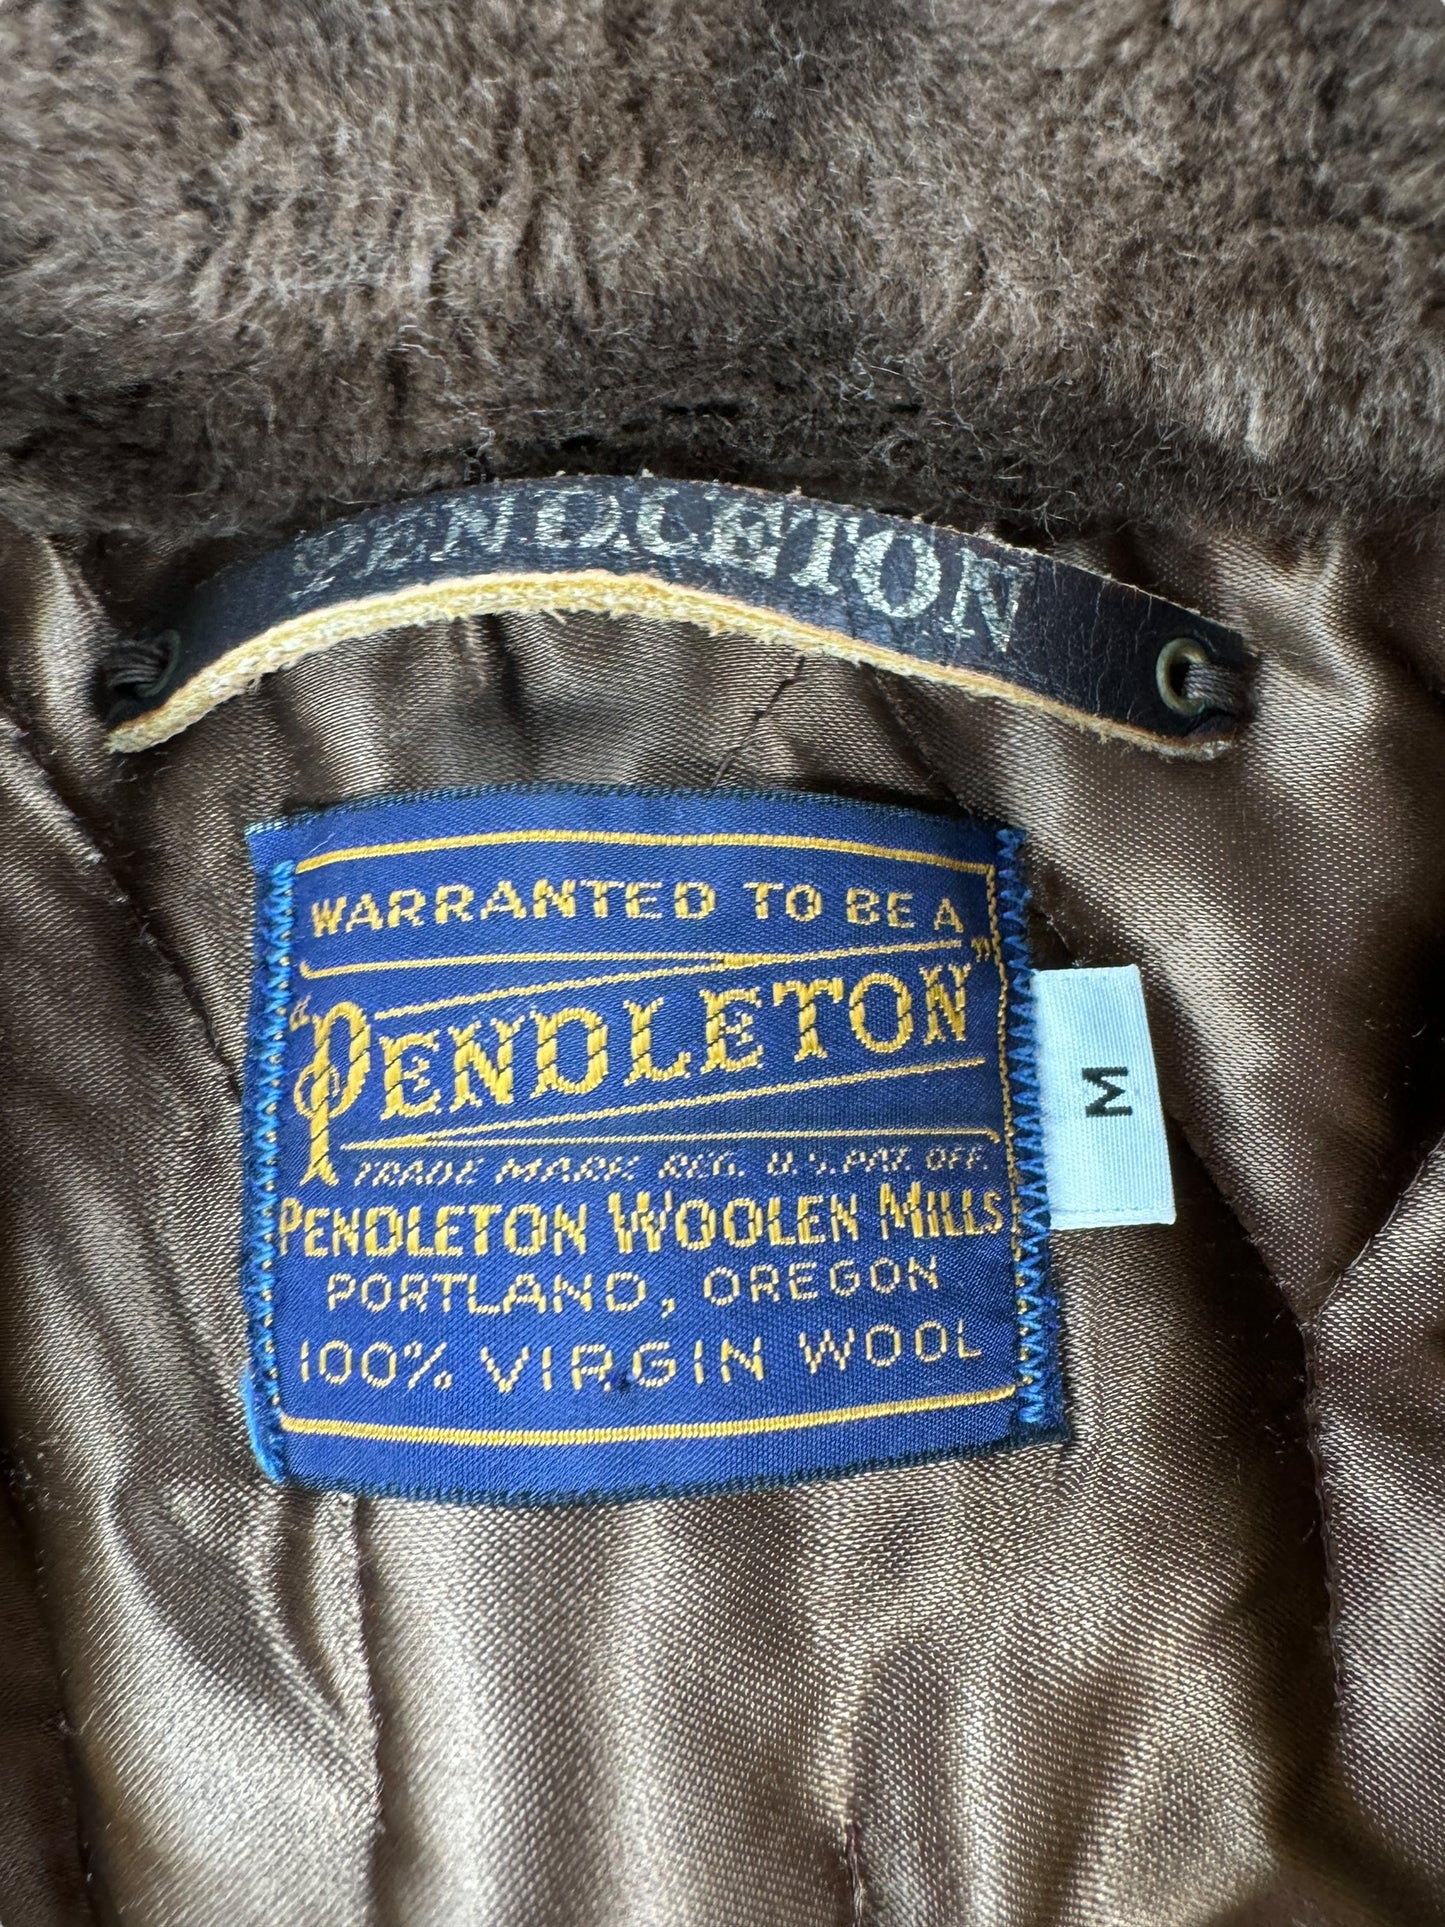 PENDLETON
WARRANTED TO BE A
"PENDLETON"
TRADE MARK REG. U.S. PAT. OFF.
PENDLETON WOOLEN MILLS
PORTLAND, OREGON
100% VIRGIN WOOL
M